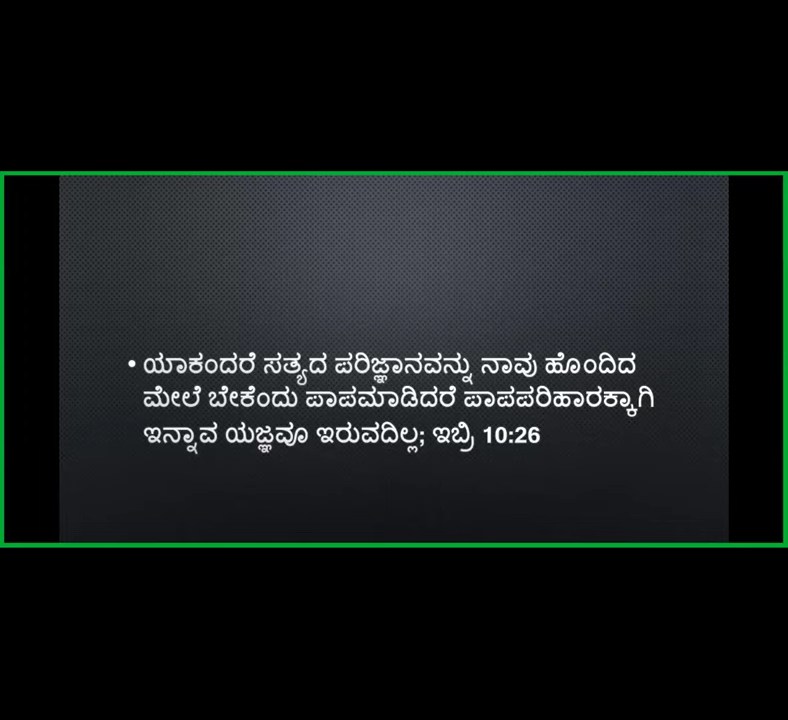 • ಯಾಕಂದರೆ ಸತ್ಯದ ಪರಿಜ್ಞಾನವನ್ನು ನಾವು ಹೊಂದಿದ
ಮೇಲೆ ಬೇಕೆಂದು ಪಾಪಮಾಡಿದರೆ ಪಾಪಪರಿಹಾರಕ್ಕಾಗಿ
ಇನ್ನಾವ ಯಜ್ಞವೂ ಇರುವದಿಲ್ಲ; ಇಬ್ರಿ 10:26